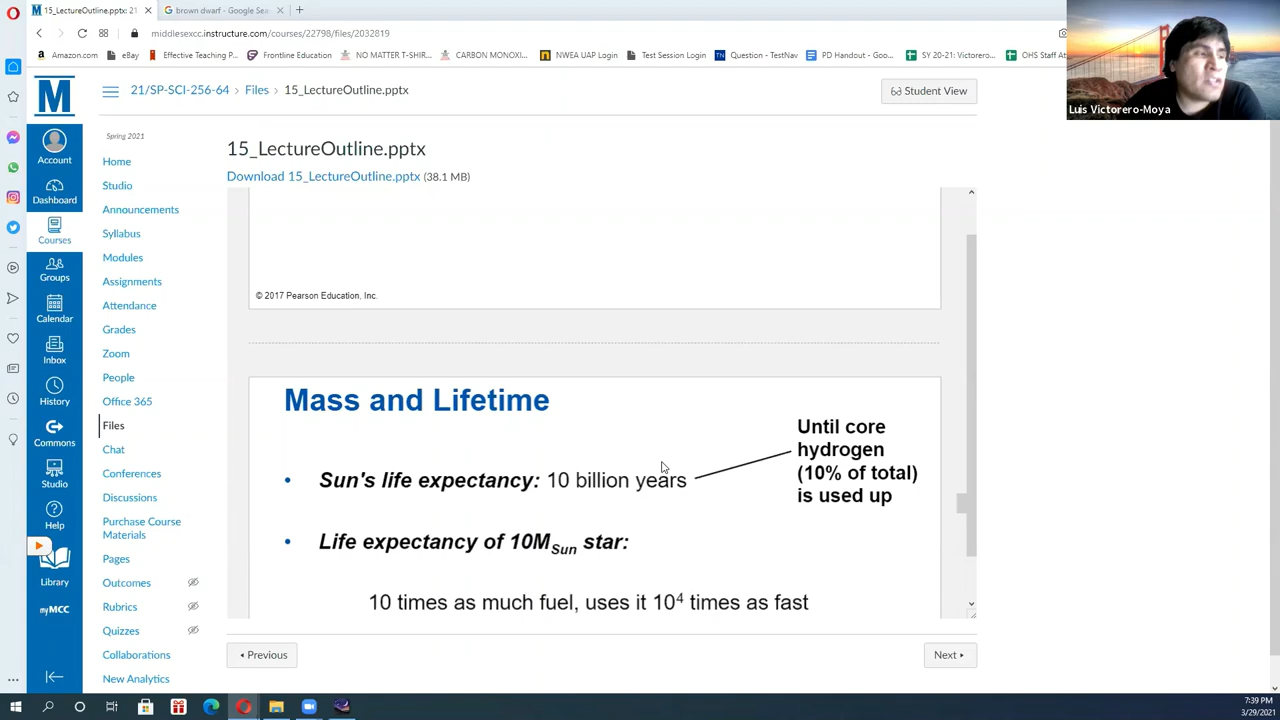 15_LectureOutline.pptx: 21
brown dwarf - Google Sea
middlesexcc.instructure.com/courses/22798/files/2032819
Amazon.com
eBay
Effective Teaching P...
Frontline Education
NO MATTER T-SHIR...
CARBON MONOXI...
NWEA UAP Login
Test Session Login
Question - TestNav
PD Handout - Goo...
SY 20-21: Victorero...
OHS Staff At
Luis Victorero-Moya
M
21/SP-SCI-256-64 › Files › 15_LectureOutline.pptx
Student View
Account
Dashboard
Courses
Groups
Calendar
Inbox
History
Commons
Studio
Help
Library
myMCC
Spring 2021
Home
Studio
Announcements
Syllabus
Modules
Assignments
Attendance
Grades
Zoom
People
Office 365
Files
Chat
Conferences
Discussions
Purchase Course
Materials
Pages
Outcomes
Rubrics
Quizzes
Collaborations
New Analytics
15_LectureOutline.pptx
Download 15_LectureOutline.pptx (38.1 MB)
© 2017 Pearson Education, Inc.
Mass and Lifetime
• Sun's life expectancy: 10 billion years
Until core
hydrogen
(10% of total)
is used up
• Life expectancy of 10MSun star:
10 times as much fuel, uses it 10⁴ times as fast
◂ Previous
Next ▸
7:39 PM
3/29/2021